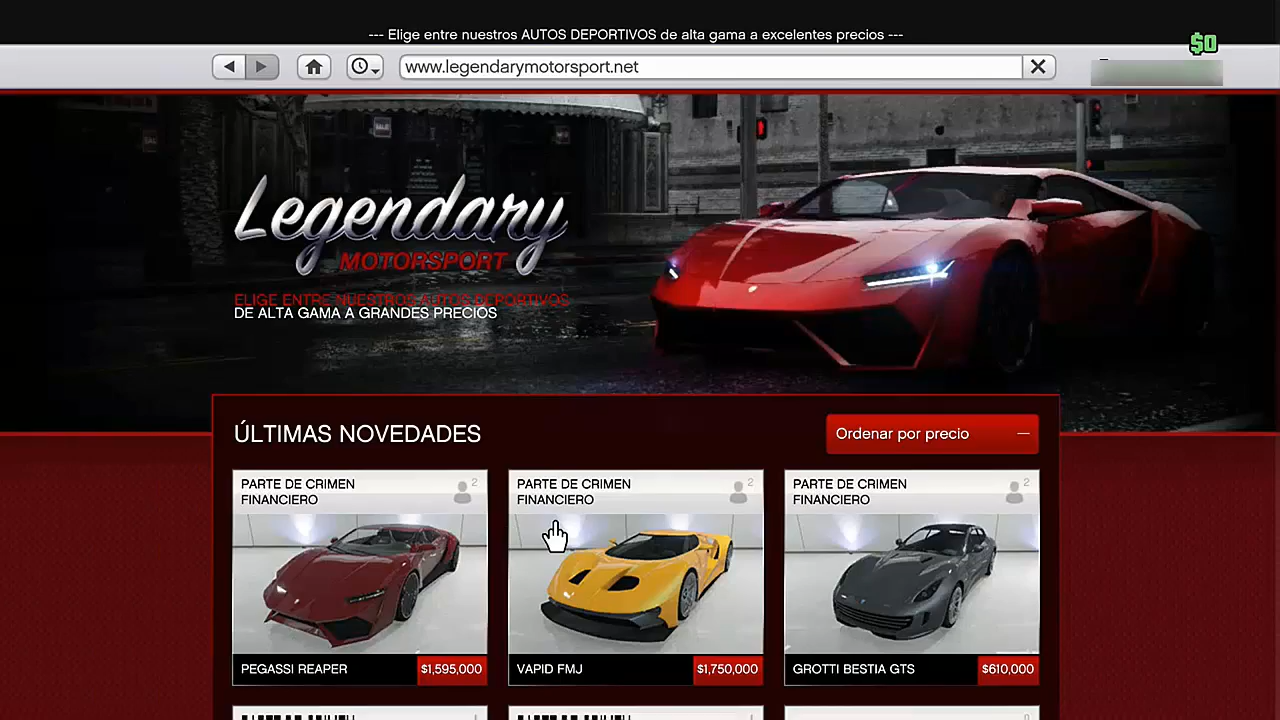 --- Elige entre nuestros AUTOS DEPORTIVOS de alta gama a excelentes precios ---
$0
www.legendarymotorsport.net
Legendary
MOTORSPORT
ELIGE ENTRE NUESTROS AUTOS DEPORTIVOS
DE ALTA GAMA A GRANDES PRECIOS
ÚLTIMAS NOVEDADES
Ordenar por precio
PARTE DE CRIMEN
FINANCIERO
2
PARTE DE CRIMEN
FINANCIERO
2
PARTE DE CRIMEN
FINANCIERO
2
PEGASSI REAPER
$1,595,000
VAPID FMJ
$1,750,000
GROTTI BESTIA GTS
$610,000